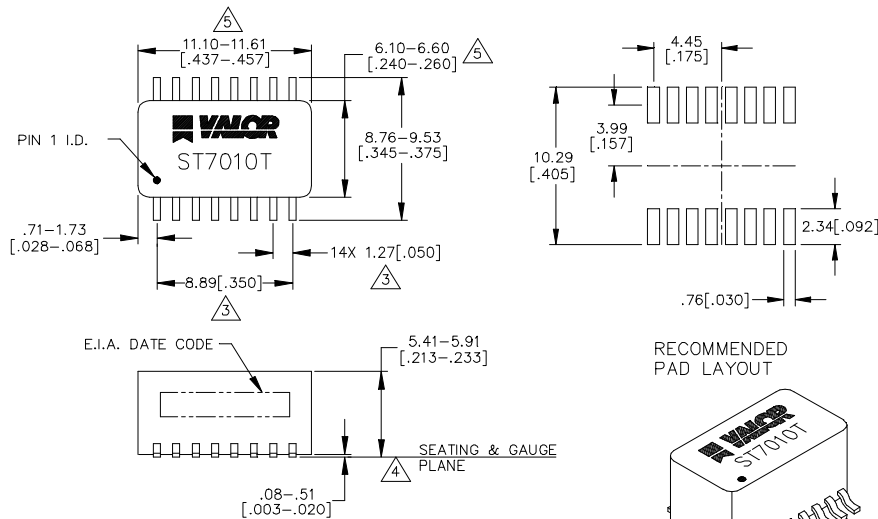 5
11.10–11.61
[.437–.457]
6.10–6.60
[.240–.260]
5
PIN 1 I.D.
VALOR
ST7010T
8.76–9.53
[.345–.375]
.71–1.73
[.028–.068]
14X 1.27[.050]
3
8.89[.350]
3
4.45
[.175]
3.99
[.157]
10.29
[.405]
2.34[.092]
.76[.030]
E.I.A. DATE CODE
5.41–5.91
[.213–.233]
4
SEATING & GAUGE
PLANE
.08–.51
[.003–.020]
RECOMMENDED
PAD LAYOUT
VALOR
ST7010T